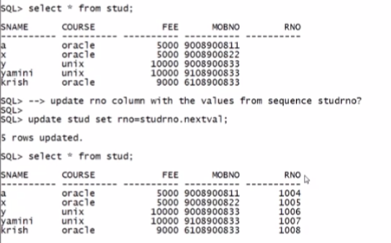 SQL> select * from stud;
SNAME COURSE FEE MOBNO RNO
---------- ---------- ---------- ---------- ----------
a oracle 5000 9008900811
x oracle 5000 9008900822
y unix 10000 9008900833
yamini unix 10000 9108900833
krish oracle 9000 6108900833
SQL> --> update rno column with the values from sequence studrno?
SQL>
SQL> update stud set rno=studrno.nextval;
5 rows updated.
SQL> select * from stud;
SNAME COURSE FEE MOBNO RNO
---------- ---------- ---------- ---------- ----------
a oracle 5000 9008900811 1004
x oracle 5000 9008900822 1005
y unix 10000 9008900833 1006
yamini unix 10000 9108900833 1007
krish oracle 9000 6108900833 1008